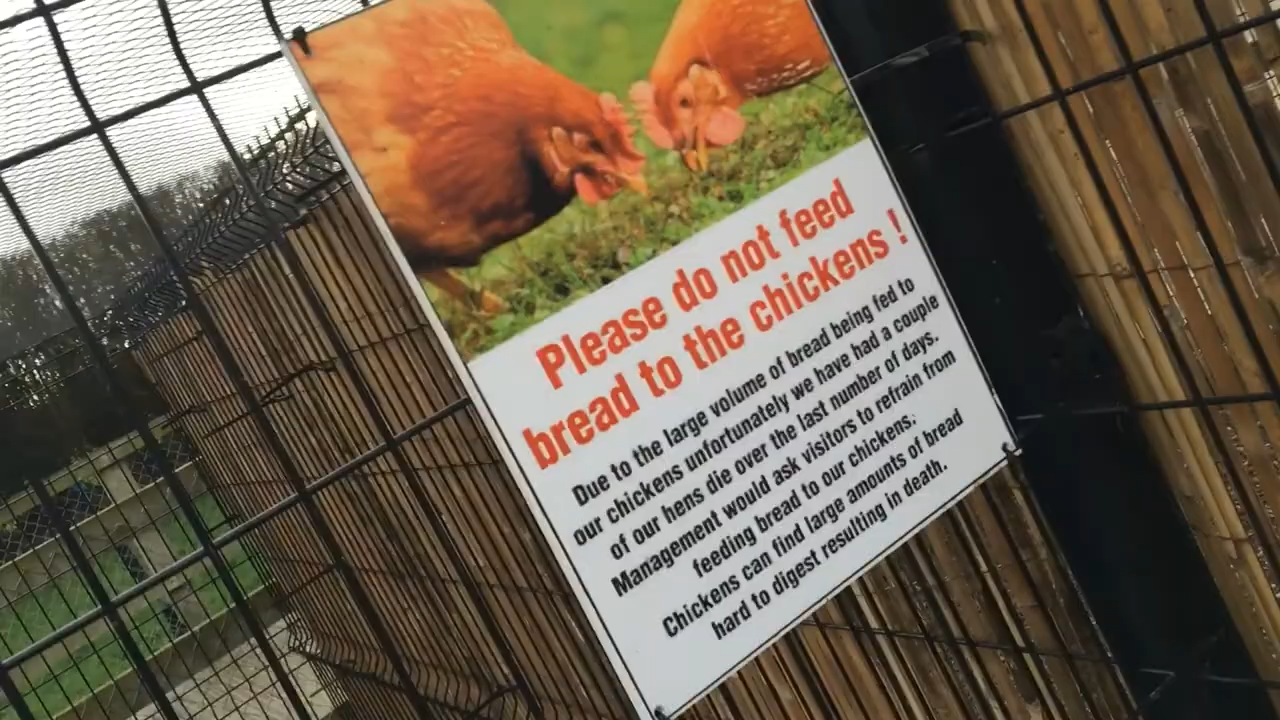 Please do not feed
bread to the chickens !
Due to the large volume of bread being fed to
our chickens unfortunately we have had a couple
of our hens die over the last number of days.
Management would ask visitors to refrain from
feeding bread to our chickens;
Chickens can find large amounts of bread
hard to digest resulting in death.